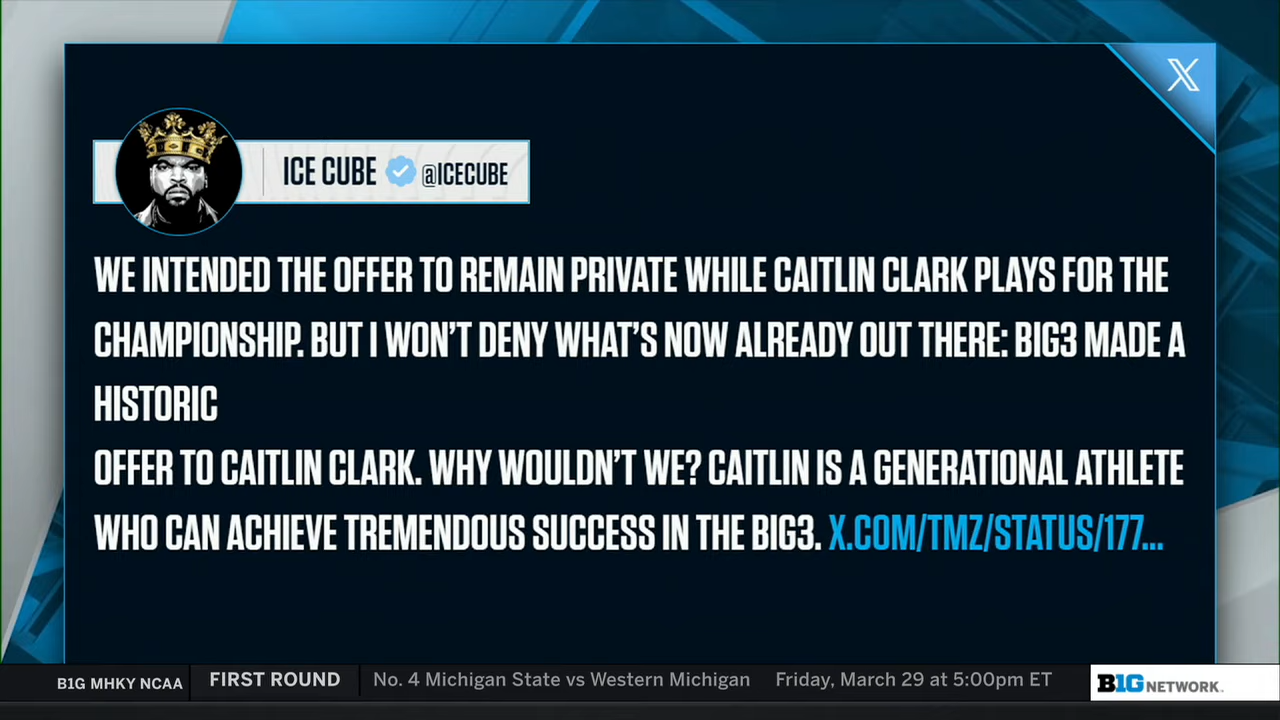 X
ICE CUBE @ICECUBE
WE INTENDED THE OFFER TO REMAIN PRIVATE WHILE CAITLIN CLARK PLAYS FOR THE
CHAMPIONSHIP. BUT I WON'T DENY WHAT'S NOW ALREADY OUT THERE: BIG3 MADE A
HISTORIC
OFFER TO CAITLIN CLARK. WHY WOULDN'T WE? CAITLIN IS A GENERATIONAL ATHLETE
WHO CAN ACHIEVE TREMENDOUS SUCCESS IN THE BIG3. X.COM/TMZ/STATUS/177...
B1G MHKY NCAA FIRST ROUND No. 4 Michigan State vs Western Michigan Friday, March 29 at 5:00pm ET B1G NETWORK